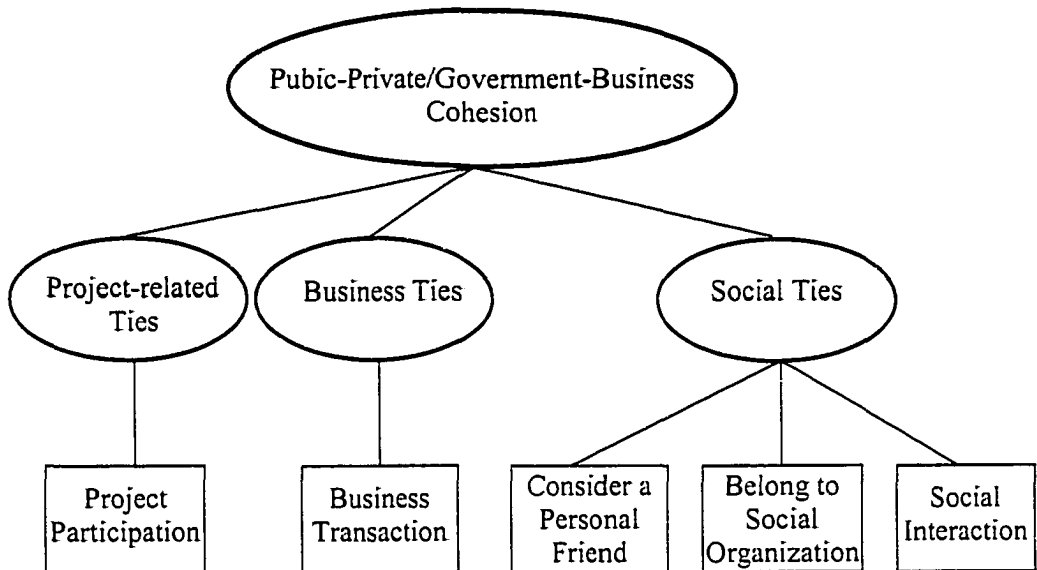 Pubic-Private/Government-Business
Cohesion
Project-related
Ties
Business Ties
Social Ties
Project
Participation
Business
Transaction
Consider a
Personal
Friend
Belong to
Social
Organization
Social
Interaction